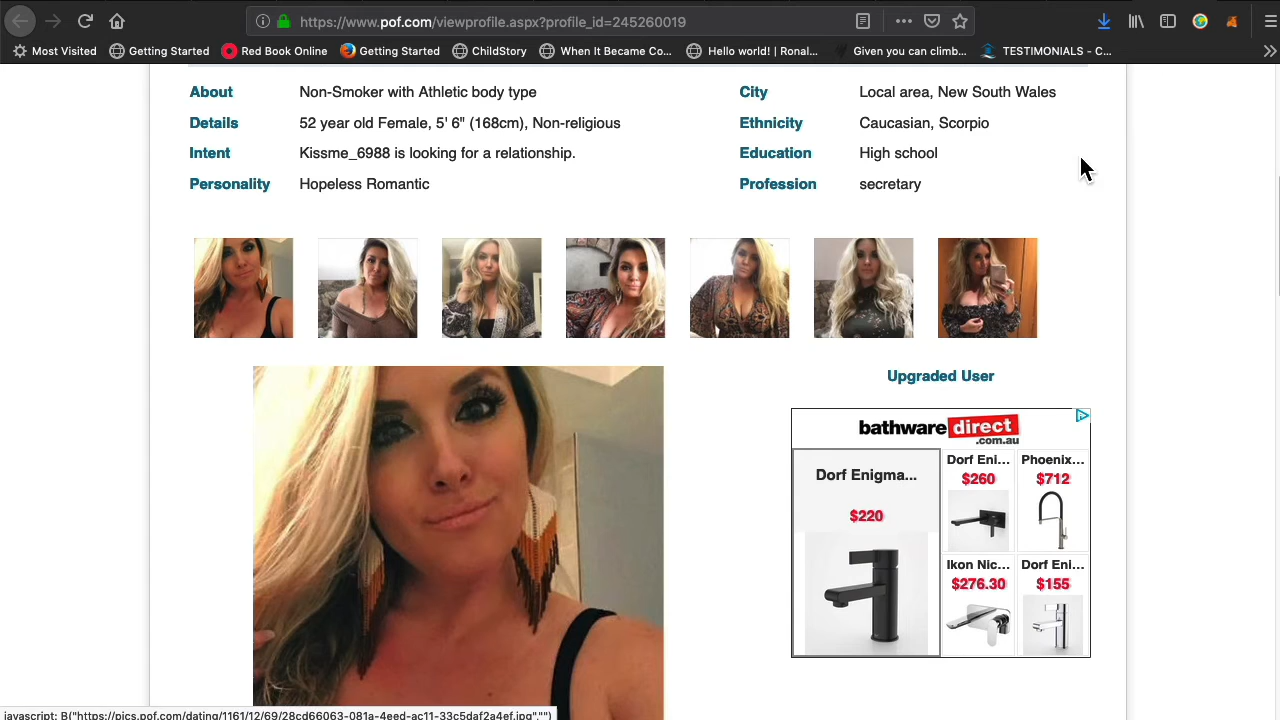 https://www.pof.com/viewprofile.aspx?profile_id=245260019
Most Visited Getting Started Red Book Online Getting Started ChildStory When It Became Co... Hello world! | Ronal... Given you can climb... TESTIMONIALS - C...
About Non-Smoker with Athletic body type City Local area, New South Wales
Details 52 year old Female, 5' 6" (168cm), Non-religious Ethnicity Caucasian, Scorpio
Intent Kissme_6988 is looking for a relationship. Education High school
Personality Hopeless Romantic Profession secretary
Upgraded User
bathware direct
.com.au
Dorf Enigma...
$220
Dorf Eni...
$260
Phoenix...
$712
Ikon Nic...
$276.30
Dorf Eni...
$155
javascript: B("https://pics.pof.com/dating/1161/12/69/28cd66063-081a-4eed-ac11-33c5daf2a4ef.jpg","")